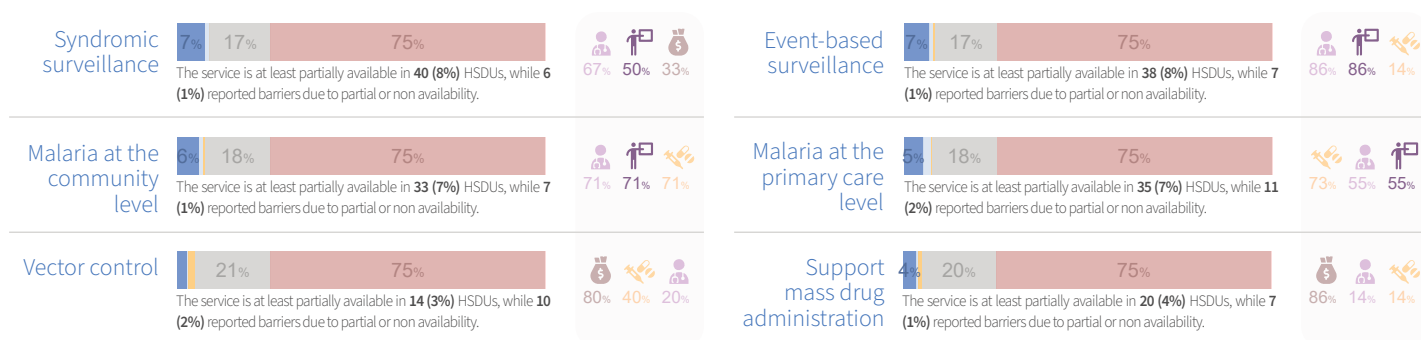 Syndromic
surveillance
7% 17% 75%
The service is at least partially available in 40 (8%) HSDUs, while 6
(1%) reported barriers due to partial or non availability.
67% 50% 33%
Event-based
surveillance
7% 17% 75%
The service is at least partially available in 38 (8%) HSDUs, while 7
(1%) reported barriers due to partial or non availability.
86% 86% 14%
Malaria at the
community
level
6% 18% 75%
The service is at least partially available in 33 (7%) HSDUs, while 7
(1%) reported barriers due to partial or non availability.
71% 71% 71%
Malaria at the
primary care
level
5% 18% 75%
The service is at least partially available in 35 (7%) HSDUs, while 11
(2%) reported barriers due to partial or non availability.
73% 55% 55%
Vector control
21% 75%
The service is at least partially available in 14 (3%) HSDUs, while 10
(2%) reported barriers due to partial or non availability.
80% 40% 20%
Support
mass drug
administration
4% 20% 75%
The service is at least partially available in 20 (4%) HSDUs, while 7
(1%) reported barriers due to partial or non availability.
86% 14% 14%